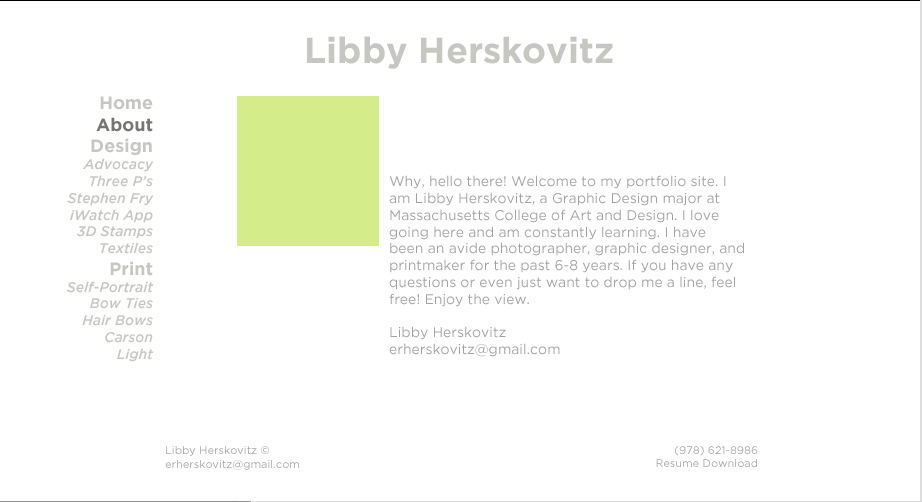 Libby Herskovitz
Home
About
Design
Advocacy
Three P's
Stephen Fry
iWatch App
3D Stamps
Textiles
Print
Self-Portrait
Bow Ties
Hair Bows
Carson
Light
Why, hello there! Welcome to my portfolio site. I
am Libby Herskovitz, a Graphic Design major at
Massachusetts College of Art and Design. I love
going here and am constantly learning. I have
been an avide photographer, graphic designer, and
printmaker for the past 6-8 years. If you have any
questions or even just want to drop me a line, feel
free! Enjoy the view.
Libby Herskovitz
erherskovitz@gmail.com
Libby Herskovitz ©
erherskovitz@gmail.com
(978) 621-8986
Resume Download